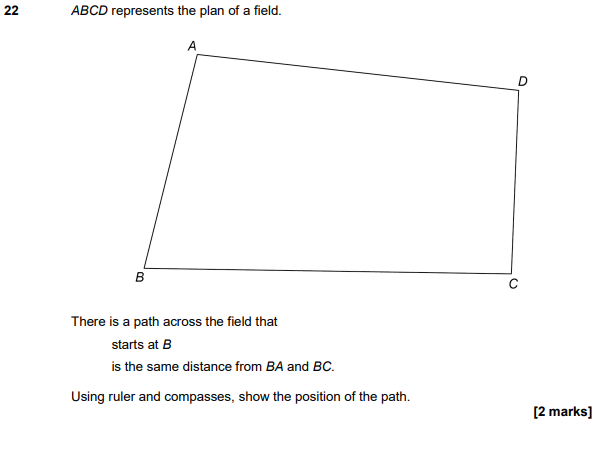 22 ABCD represents the plan of a field.
A
D
B
C
There is a path across the field that
starts at B
is the same distance from BA and BC.
Using ruler and compasses, show the position of the path.
[2 marks]